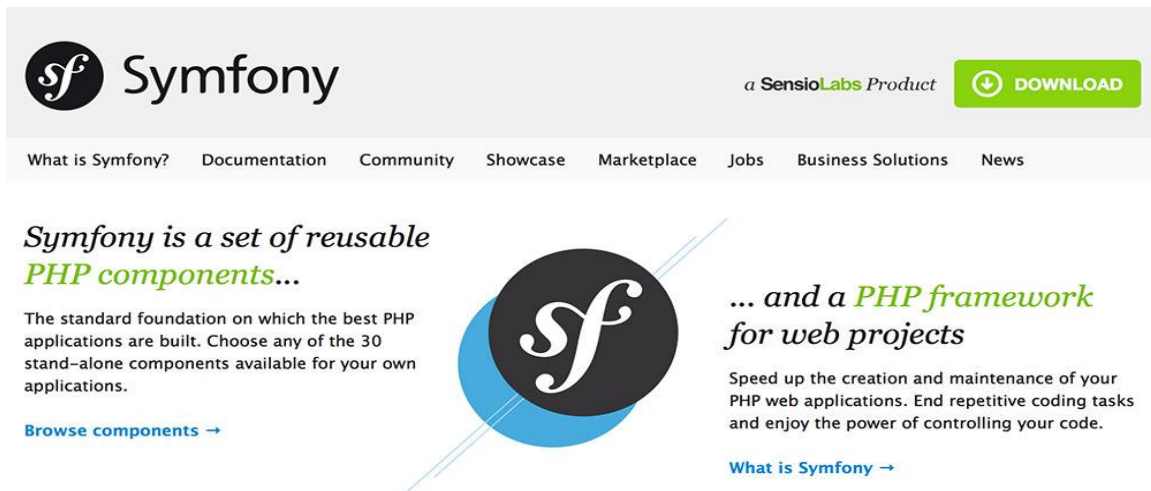 sf Symfony
a SensioLabs Product
DOWNLOAD
What is Symfony? Documentation Community Showcase Marketplace Jobs Business Solutions News
Symfony is a set of reusable
PHP components...
The standard foundation on which the best PHP
applications are built. Choose any of the 30
stand-alone components available for your own
applications.
Browse components →
sf
... and a PHP framework
for web projects
Speed up the creation and maintenance of your
PHP web applications. End repetitive coding tasks
and enjoy the power of controlling your code.
What is Symfony →